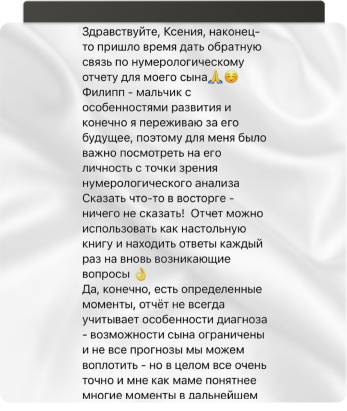 Здравствуйте, Ксения, наконец-
то пришло время дать обратную
связь по нумерологическому
отчету для моего сына🙏☺️
Филипп - мальчик с
особенностями развития и
конечно я переживаю за его
будущее, поэтому для меня было
важно посмотреть на его
личность с точки зрения
нумерологического анализа
Сказать что-то в восторге -
ничего не сказать! Отчет можно
использовать как настольную
книгу и находить ответы каждый
раз на вновь возникающие
вопросы 👌
Да, конечно, есть определенные
моменты, отчёт не всегда
учитывает особенности диагноза
- возможности сына ограничены
и не все прогнозы мы можем
воплотить - но в целом все очень
точно и мне как маме понятнее
многие моменты в дальнейшем